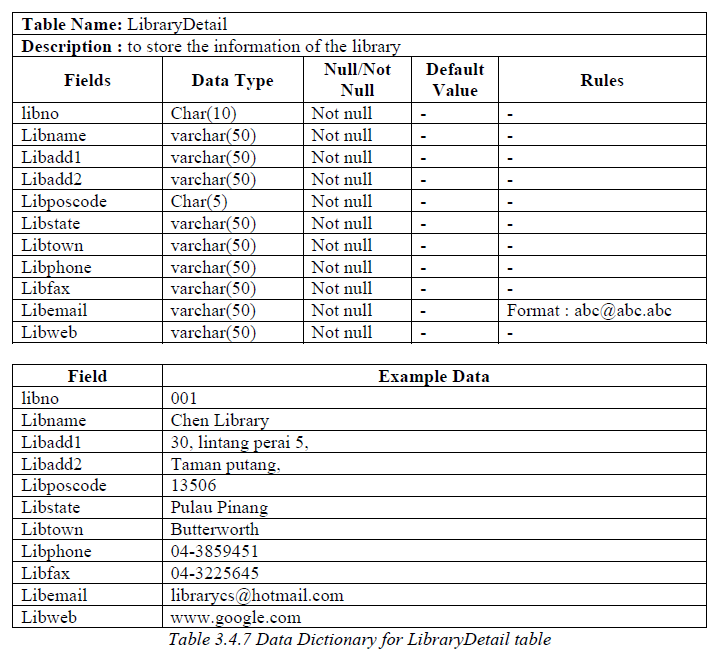 Table Name: LibraryDetail
Description : to store the information of the library
Fields Data Type Null/Not Null Default Value Rules
libno Char(10) Not null - -
Libname varchar(50) Not null - -
Libadd1 varchar(50) Not null - -
Libadd2 varchar(50) Not null - -
Libposcode Char(5) Not null - -
Libstate varchar(50) Not null - -
Libtown varchar(50) Not null - -
Libphone varchar(50) Not null - -
Libfax varchar(50) Not null - -
Libemail varchar(50) Not null - Format : abc@abc.abc
Libweb varchar(50) Not null - -
Field Example Data
libno 001
Libname Chen Library
Libadd1 30, lintang perai 5,
Libadd2 Taman putang,
Libposcode 13506
Libstate Pulau Pinang
Libtown Butterworth
Libphone 04-3859451
Libfax 04-3225645
Libemail librarycs@hotmail.com
Libweb www.google.com
Table 3.4.7 Data Dictionary for LibraryDetail table